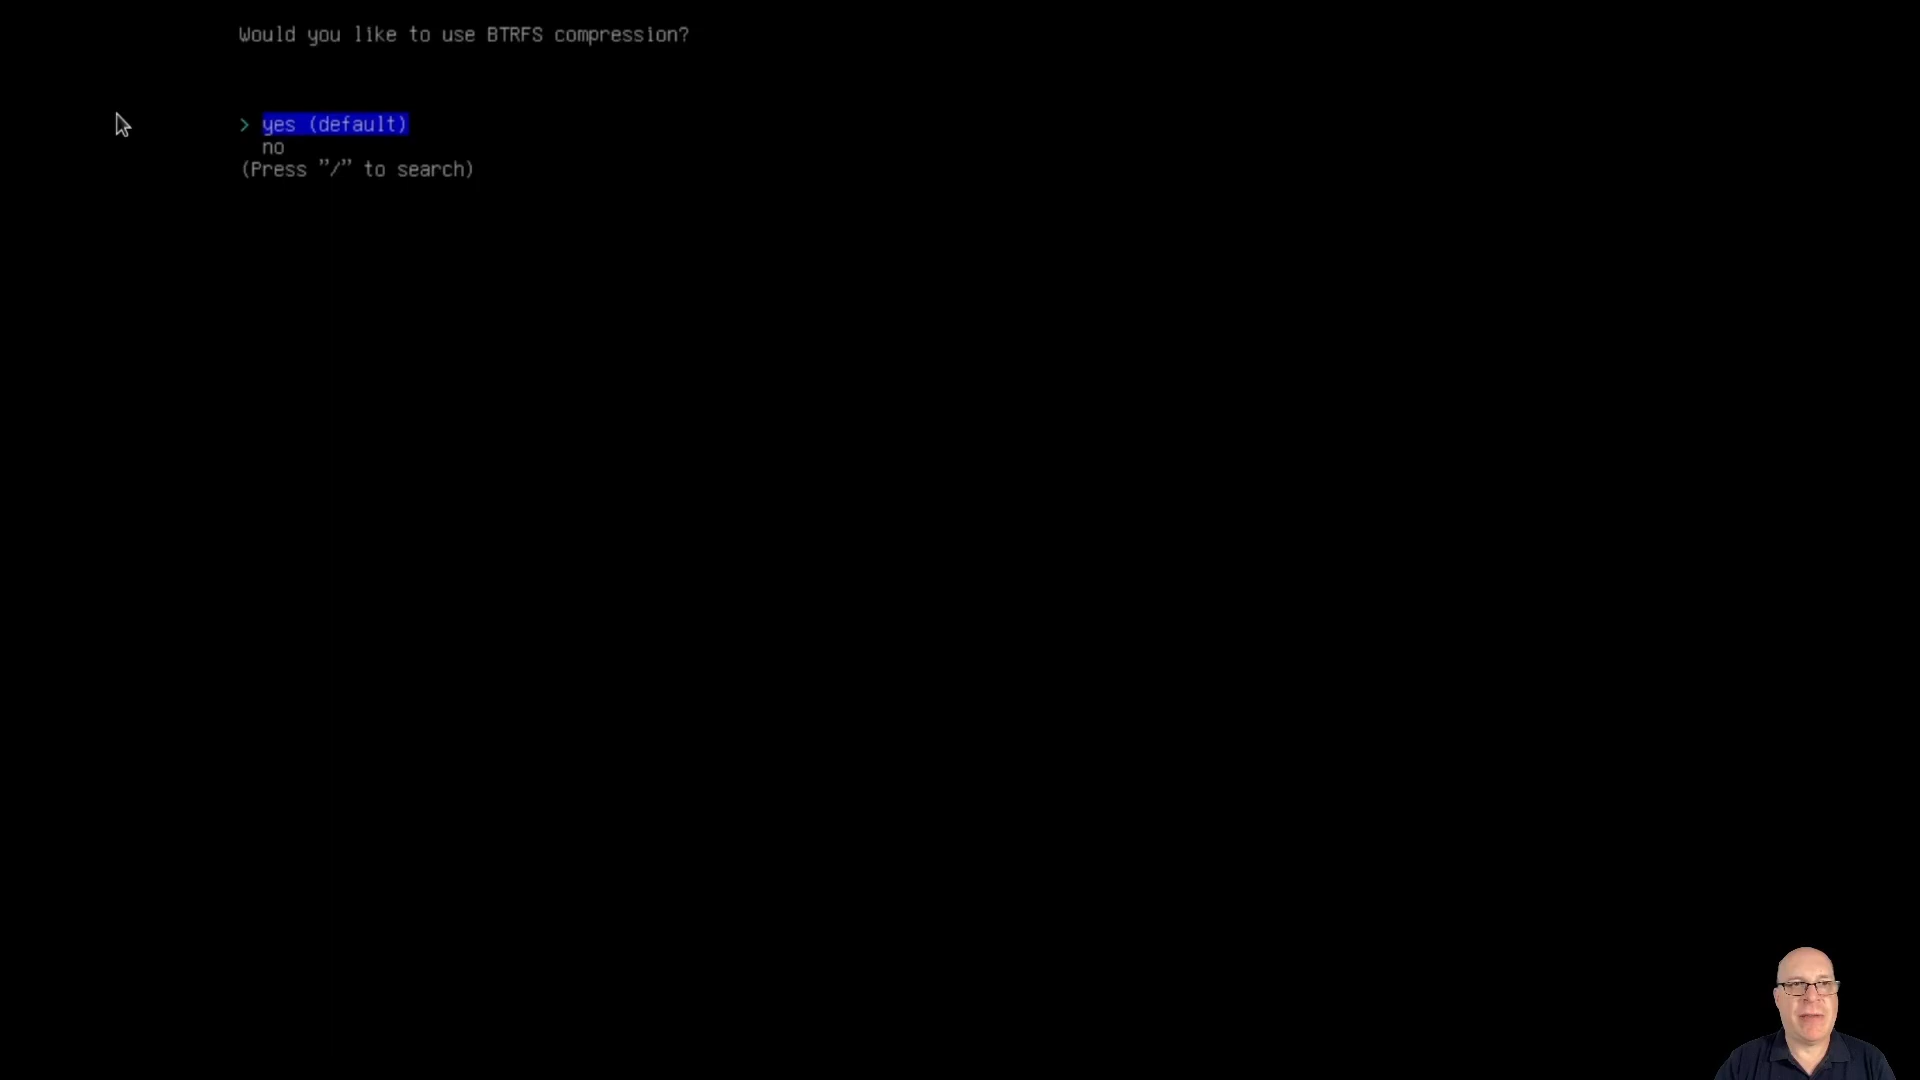 Would you like to use BTRFS compression?
> yes (default)
no
(Press "/" to search)